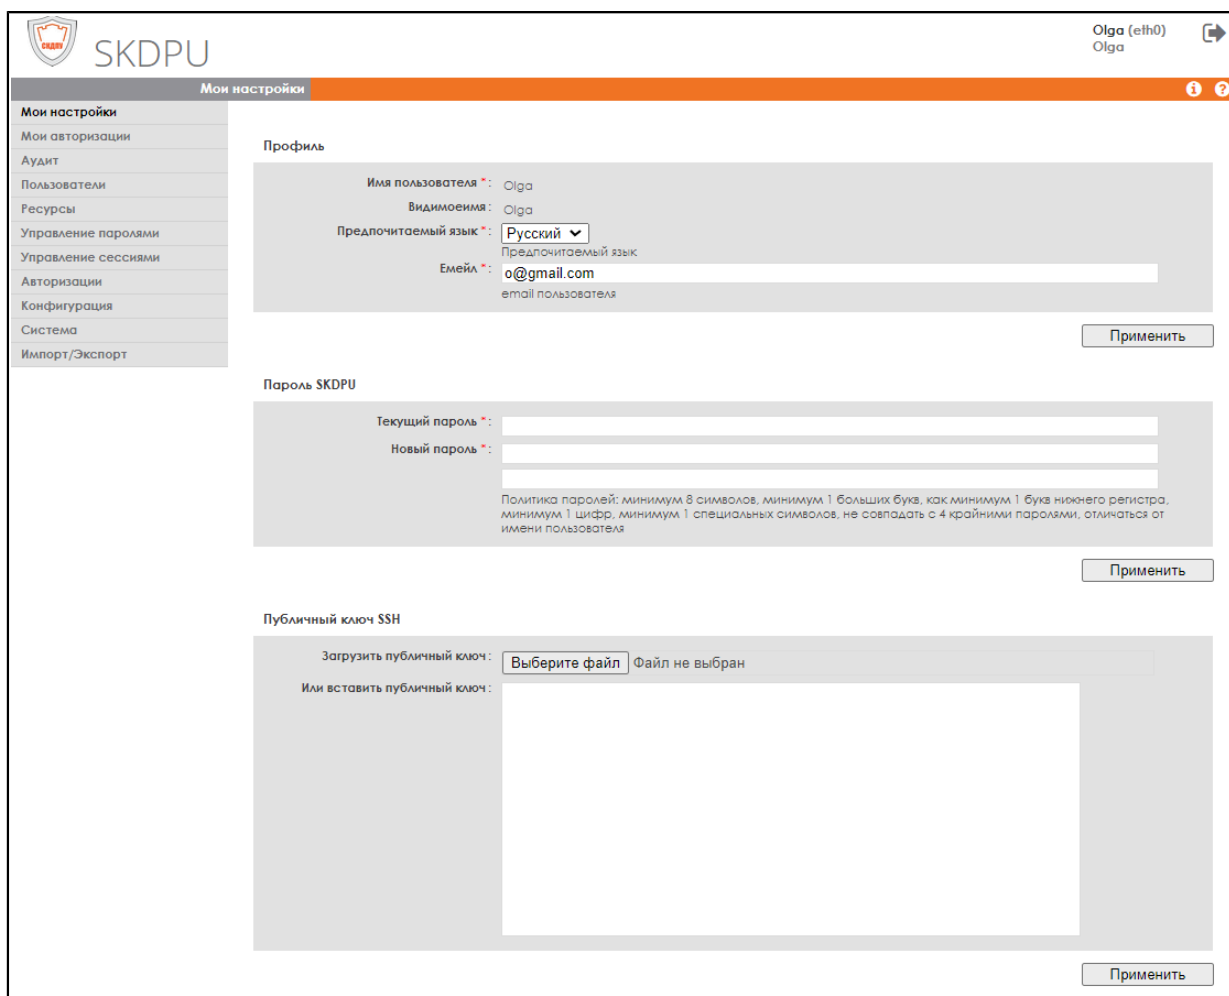 СКДПУ
SKDPU
Olga (eth0)
Olga
Мои настройки
Мои настройки
Мои авторизации
Аудит
Пользователи
Ресурсы
Управление паролями
Управление сессиями
Авторизации
Конфигурация
Система
Импорт/Экспорт
Профиль
Имя пользователя *: Olga
Видимоеимя: Olga
Предпочитаемый язык *: Русский
Предпочитаемый язык
Емейл *: o@gmail.com
email пользователя
Применить
Пароль SKDPU
Текущий пароль *:
Новый пароль *:
Политика паролей: минимум 8 символов, минимум 1 больших букв, как минимум 1 букв нижнего регистра,
минимум 1 цифр, минимум 1 специальных символов, не совпадать с 4 крайними паролями, отличаться от
имени пользователя
Применить
Публичный ключ SSH
Загрузить публичный ключ: Выберите файл Файл не выбран
Или вставить публичный ключ:
Применить